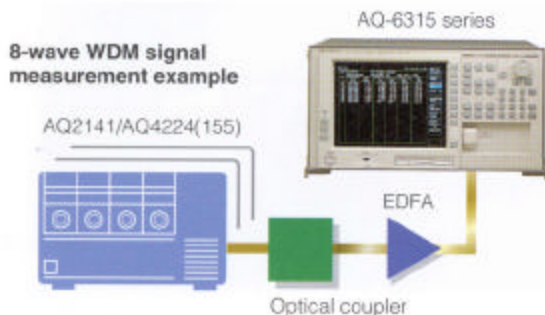 AQ-6315 series
8-wave WDM signal
measurement example
AQ2141/AQ4224(155)
EDFA
Optical coupler